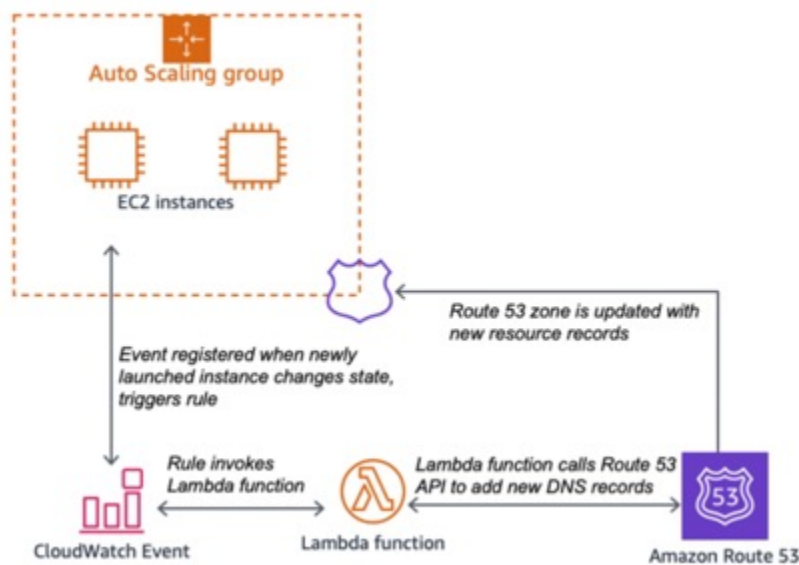 Auto Scaling group
EC2 instances
Route 53 zone is updated with
new resource records
Event registered when newly
launched instance changes state,
triggers rule
Rule invokes
Lambda function
Lambda function calls Route 53
API to add new DNS records
53
CloudWatch Event
Lambda function
Amazon Route 53